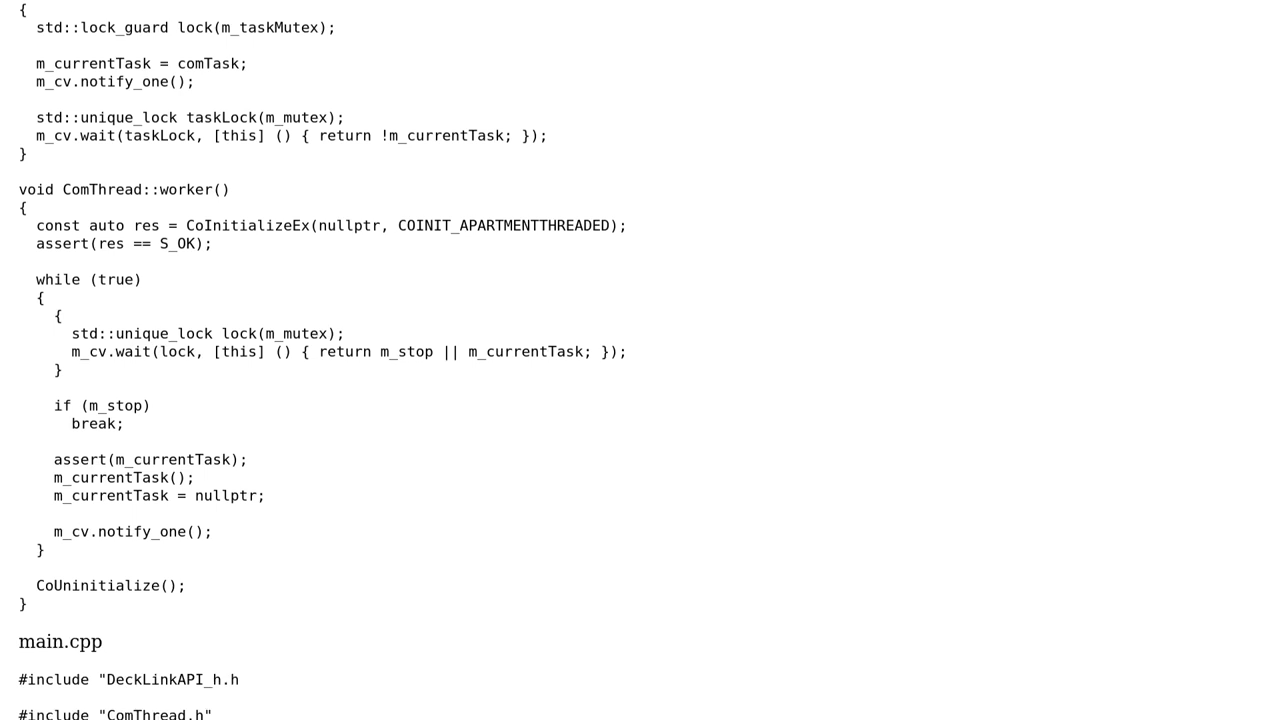 {
  std::lock_guard lock(m_taskMutex);

  m_currentTask = comTask;
  m_cv.notify_one();

  std::unique_lock taskLock(m_mutex);
  m_cv.wait(taskLock, [this] () { return !m_currentTask; });
}

void ComThread::worker()
{
  const auto res = CoInitializeEx(nullptr, COINIT_APARTMENTTHREADED);
  assert(res == S_OK);

  while (true)
  {
    {
      std::unique_lock lock(m_mutex);
      m_cv.wait(lock, [this] () { return m_stop || m_currentTask; });
    }

    if (m_stop)
      break;

    assert(m_currentTask);
    m_currentTask();
    m_currentTask = nullptr;

    m_cv.notify_one();
  }

  CoUninitialize();
}

main.cpp

#include "DeckLinkAPI_h.h

#include "ComThread.h"